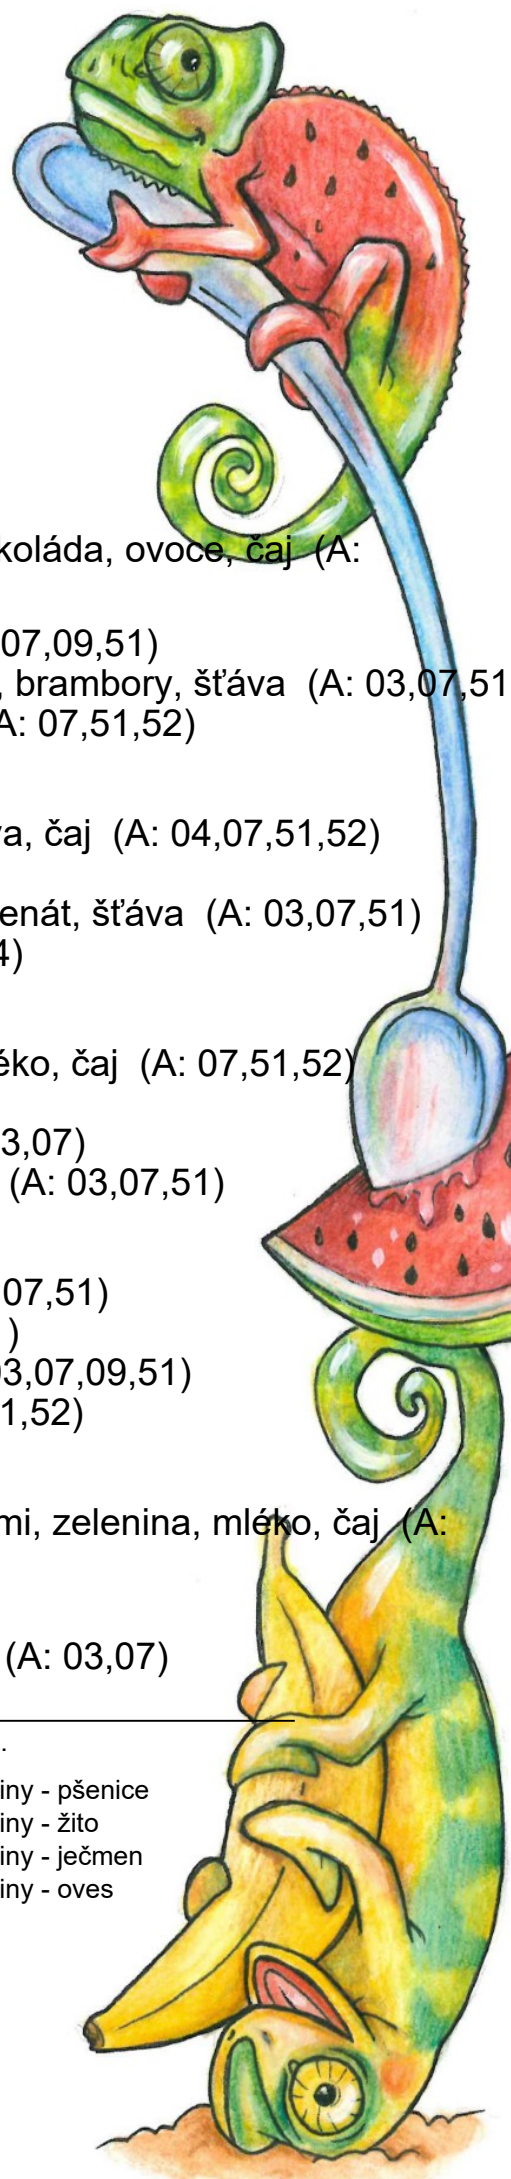 koláda, ovoce, čaj (A:
07,09,51)
, brambory, šťáva (A: 03,07,51
A: 07,51,52)
va, čaj (A: 04,07,51,52)
enát, šťáva (A: 03,07,51)
4)
éko, čaj (A: 07,51,52)
3,07)
(A: 03,07,51)
07,51)
)
03,07,09,51)
1,52)
mi, zelenina, mléko, čaj (A:
(A: 03,07)
.
iny - pšenice
iny - žito
iny - ječmen
iny - oves